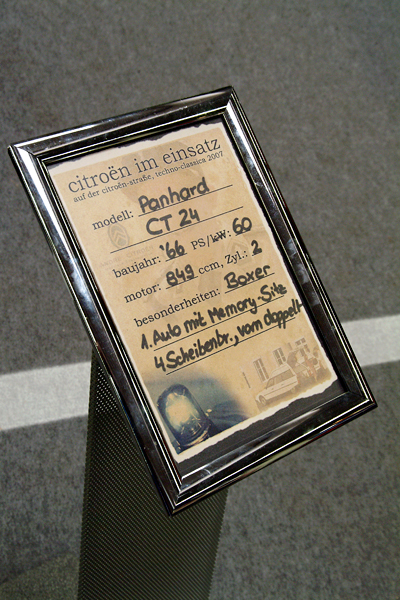 citroën im einsatz
auf der citroën-straße, techno-classica 2007
modell: Panhard
CT 24
baujahr: '66 PS/kW: 60
motor: 849 ccm, Zyl.: 2
besonderheiten: Boxer
1. Auto mit Memory-Sitz
4 Scheibenbr., vorn doppelt